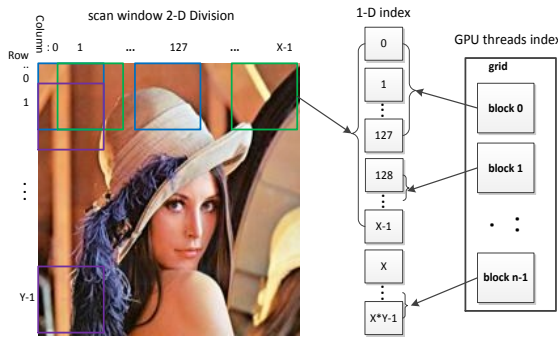 scan window 2-D Division
1-D index
GPU threads index
Column : 0 1 ... 127 ... X-1
Row
..
0
1
⋮
Y-1
0
1
⋮
127
128
⋮
X-1
X
⋮
X*Y-1
grid
block 0
block 1
. :
block n-1